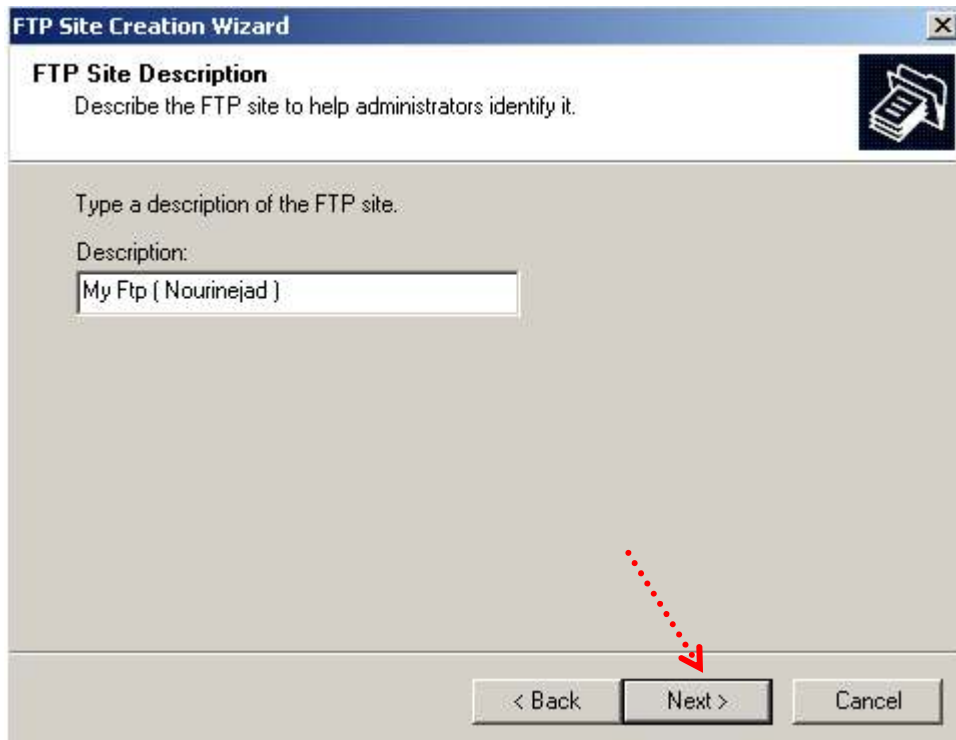 FTP Site Creation Wizard
FTP Site Description
Describe the FTP site to help administrators identify it.
Type a description of the FTP site.
Description:
My Ftp ( Nourinejad )
< Back Next > Cancel